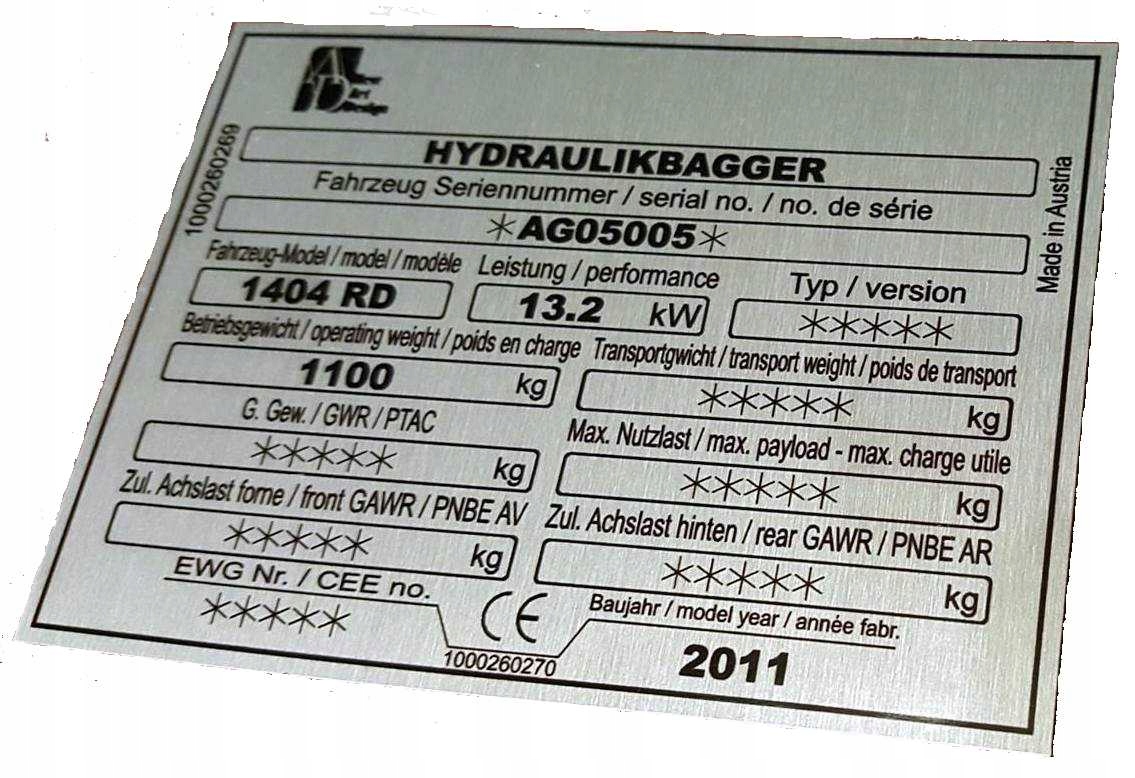 New
Art
Design
1000260269
HYDRAULIKBAGGER
Made in Austria
Fahrzeug Seriennummer / serial no. / no. de série
*AG05005*
Fahrzeug-Model / model / modèle
Leistung / performance
Typ / version
1404 RD
13.2 kW
*****
Betriebsgewicht / operating weight / poids en charge
Transportgwicht / transport weight / poids de transport
1100 kg
***** kg
G. Gew. / GWR / PTAC
Max. Nutzlast / max. payload - max. charge utile
***** kg
***** kg
Zul. Achslast forne / front GAWR / PNBE AV
Zul. Achslast hinten / rear GAWR / PNBE AR
***** kg
***** kg
EWG Nr. / CEE no.
*****
CE
1000260270
Baujahr / model year / année fabr.
2011